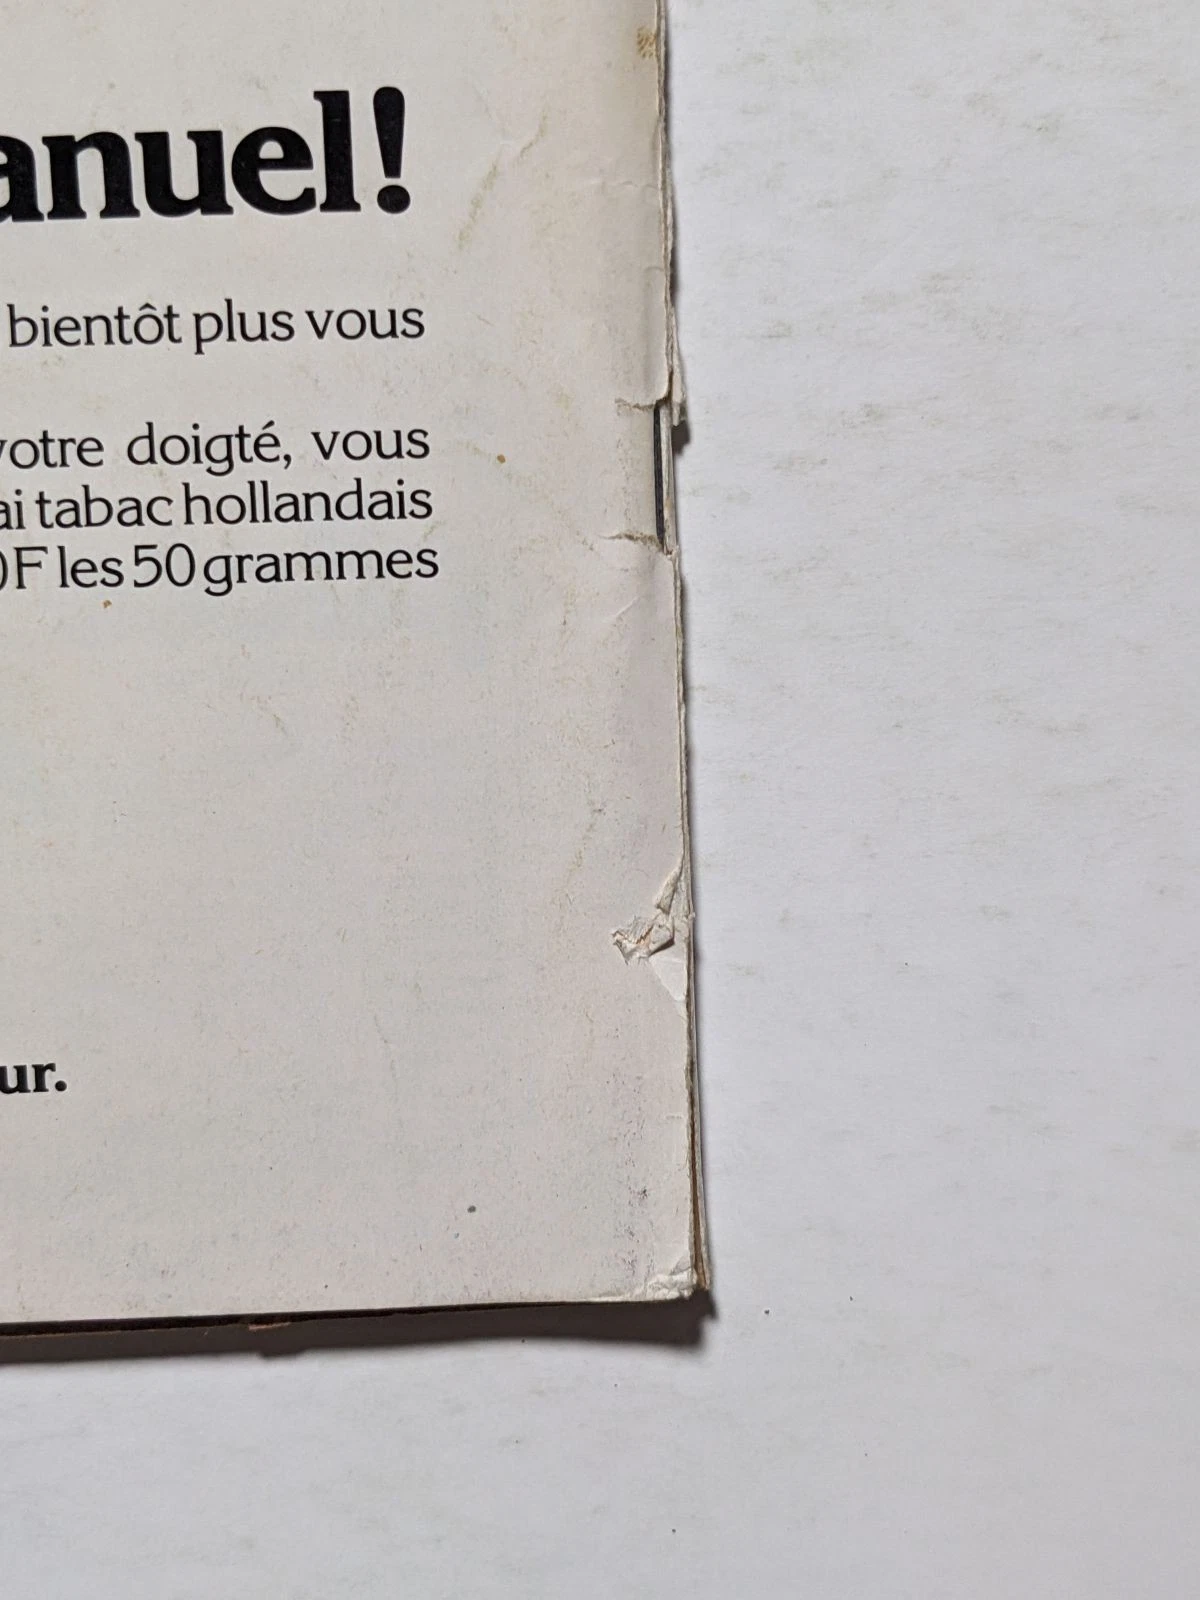 anuel!
bientôt plus vous
votre doigté, vous
ai tabac hollandais
0F les 50 grammes
ur.